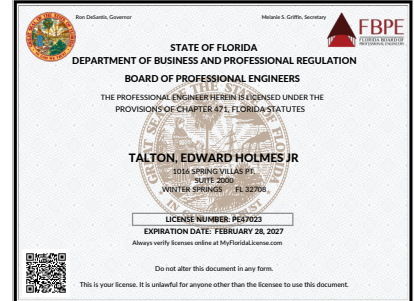 Ron DeSantis, Governor
Melanie S. Griffin, Secretary
FBPE
FLORIDA BOARD OF
PROFESSIONAL ENGINEERS
STATE OF FLORIDA
DEPARTMENT OF BUSINESS AND PROFESSIONAL REGULATION
BOARD OF PROFESSIONAL ENGINEERS
THE PROFESSIONAL ENGINEER HEREIN IS LICENSED UNDER THE
PROVISIONS OF CHAPTER 471, FLORIDA STATUTES
TALTON, EDWARD HOLMES JR
1016 SPRING VILLAS PT.
SUITE 2000
WINTER SPRINGS FL 32708
LICENSE NUMBER: PE47023
EXPIRATION DATE: FEBRUARY 28, 2027
Always verify licenses online at MyFloridaLicense.com
Do not alter this document in any form.
This is your license. It is unlawful for anyone other than the licensee to use this document.